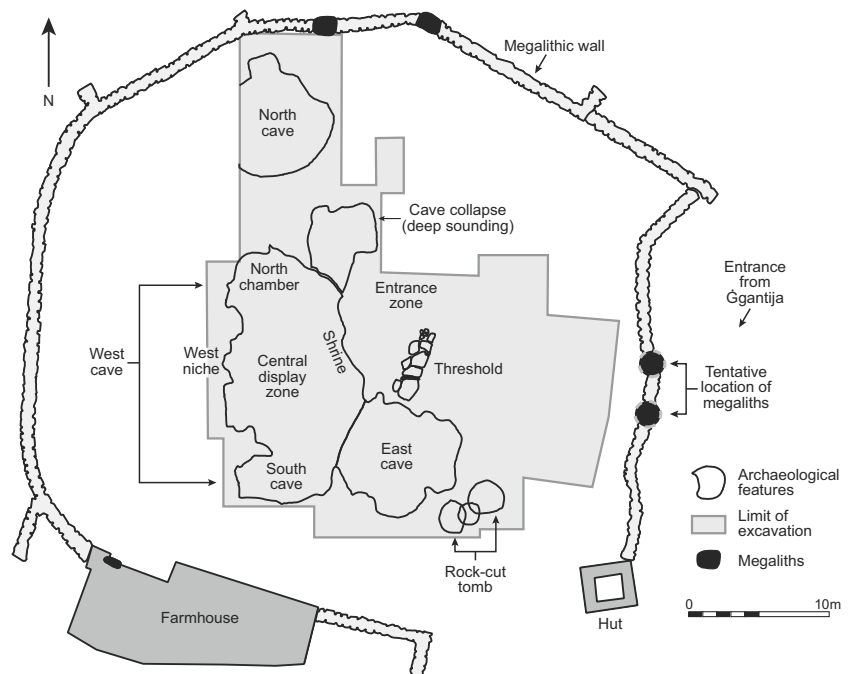 Megalithic wall
N
North
cave
Cave collapse
(deep sounding)
North
chamber
Entrance
zone
Entrance
from
Ġgantija
West
cave
West
niche
Shrine
Central
display
zone
Threshold
Tentative
location of
megaliths
East
cave
South
cave
Archaeological
features
Limit of
excavation
Megaliths
Rock-cut
tomb
Farmhouse
Hut
0 10m